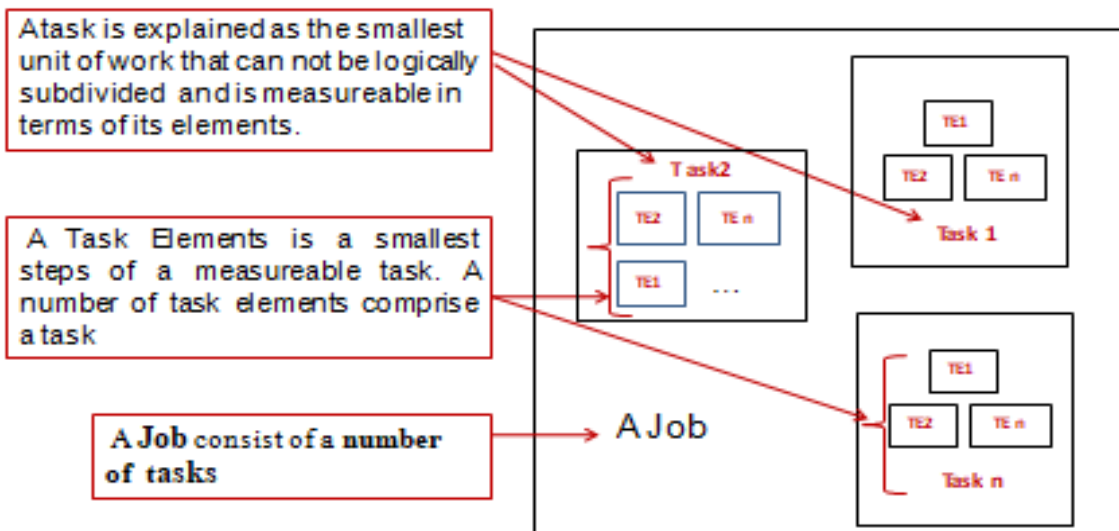 Atask is explained as the smallest
unit of work that can not be logically
subdivided and is measureable in
terms of its elements.
A Task Elements is a smallest
steps of a measureable task. A
number of task elements comprise
a task
A Job consist of a number
of tasks
Task2
TE2 TE n
TE1 ...
A Job
TE1
TE2 TE n
Task 1
TE1
TE2 TE n
Task n